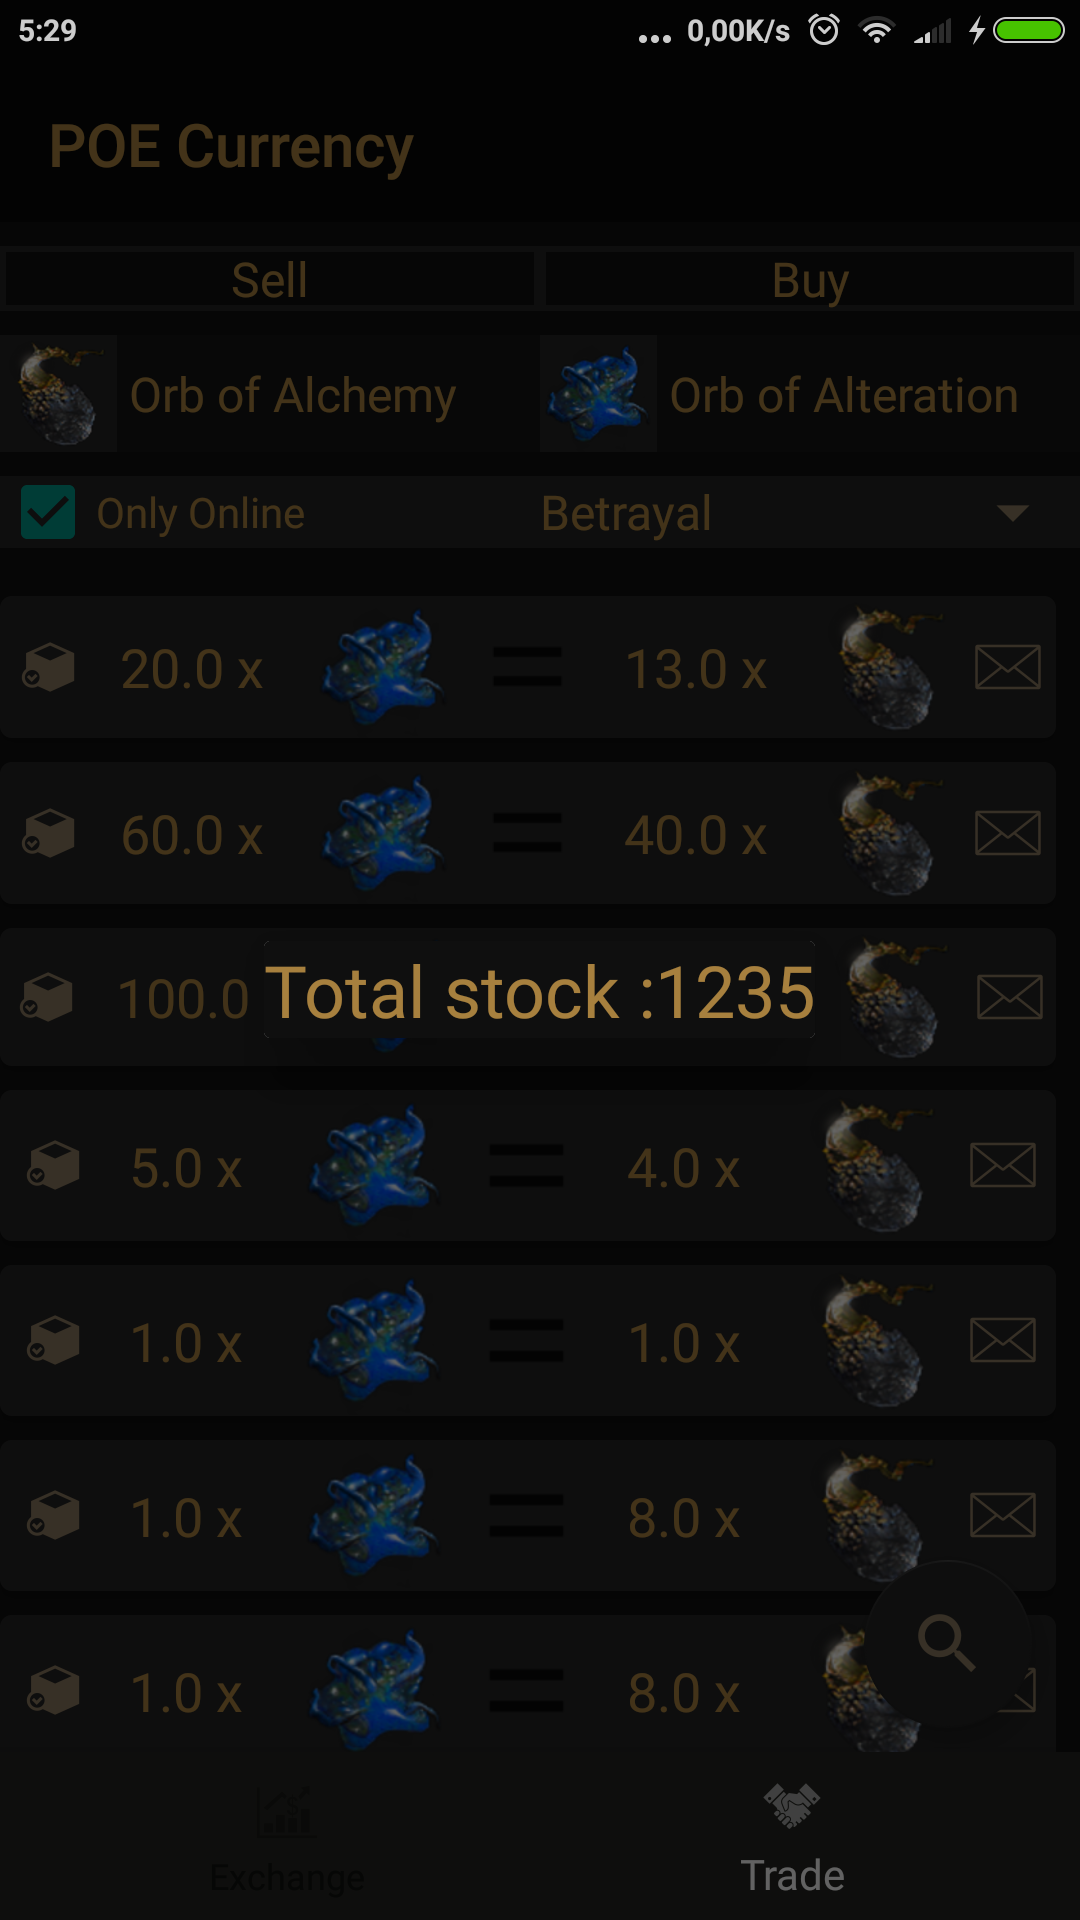 5:29 ... 0,00K/s
POE Currency
Sell Buy
Orb of Alchemy Orb of Alteration
Only Online Betrayal
20.0 x 13.0 x
60.0 x 40.0 x
100.0 Total stock :1235
5.0 x 4.0 x
1.0 x 1.0 x
1.0 x 8.0 x
1.0 x 8.0 x
Exchange Trade